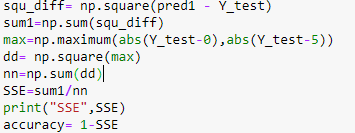 squ_diff= np.square(pred1 - Y_test)
sum1=np.sum(squ_diff)
max=np.maximum(abs(Y_test-0),abs(Y_test-5))
dd= np.square(max)
nn=np.sum(dd)
SSE=sum1/nn
print("SSE",SSE)
accuracy= 1-SSE